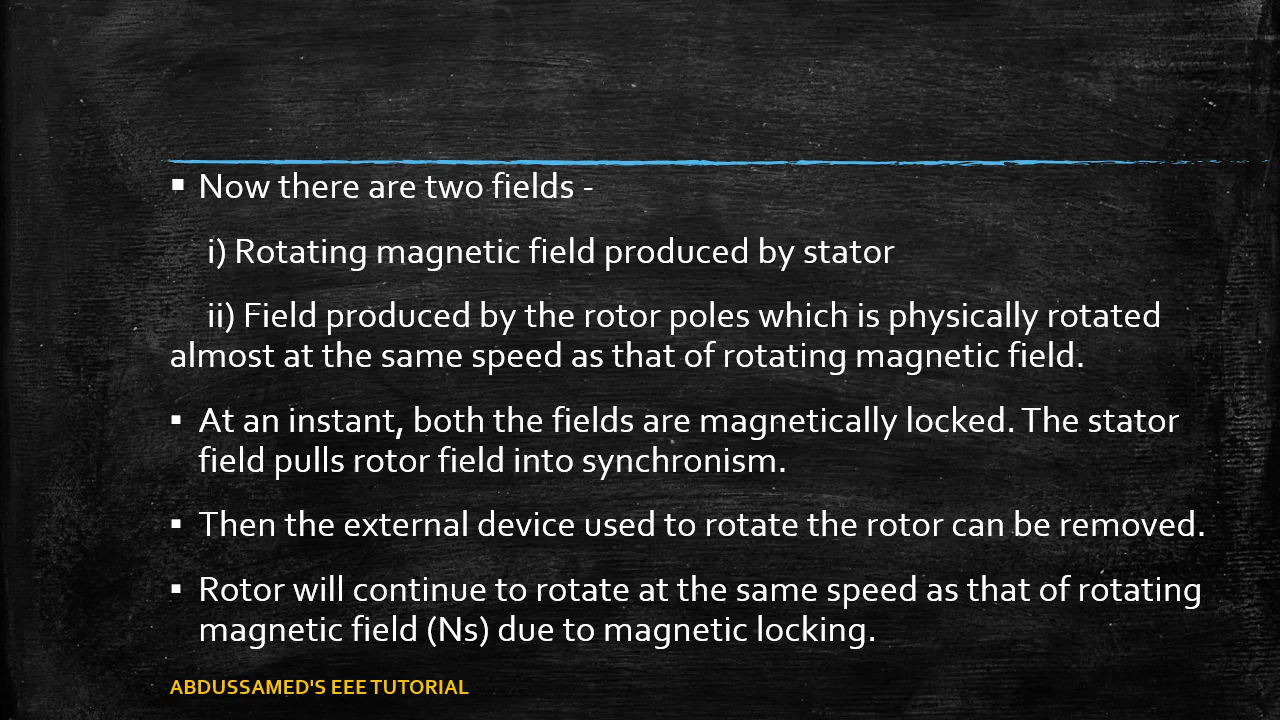 ▪ Now there are two fields -
i) Rotating magnetic field produced by stator
ii) Field produced by the rotor poles which is physically rotated
almost at the same speed as that of rotating magnetic field.
▪ At an instant, both the fields are magnetically locked. The stator
field pulls rotor field into synchronism.
▪ Then the external device used to rotate the rotor can be removed.
▪ Rotor will continue to rotate at the same speed as that of rotating
magnetic field (Ns) due to magnetic locking.
ABDUSSAMED'S EEE TUTORIAL